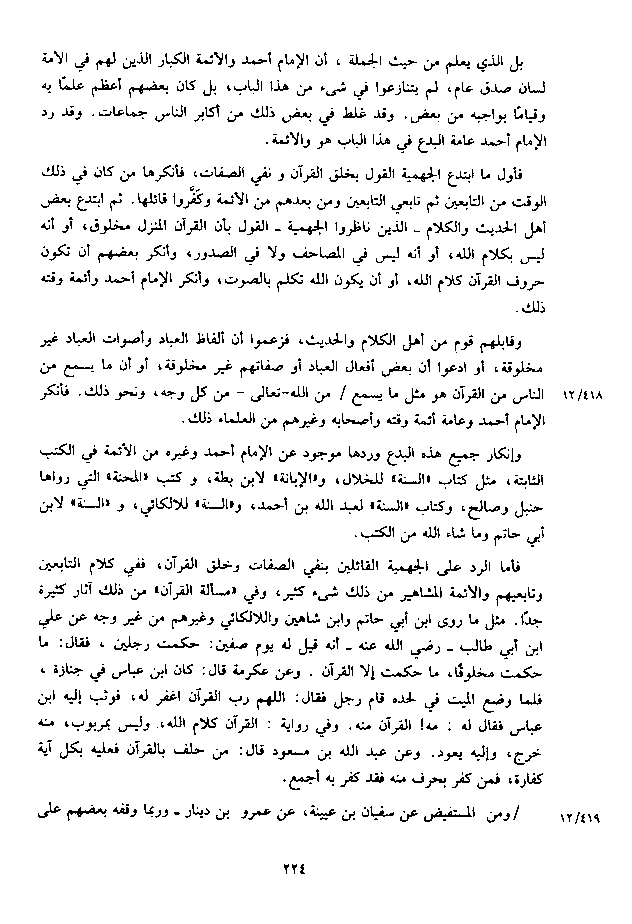 بل الذي يعلم من حيث الجملة ، أن الإمام أحمد والأئمة الكبار الذين لهم في الأمة
لسان صدق عام، لم يتنازعوا في شىء من هذا الباب، بل كان بعضهم أعظم علمًا به
وقيامًا بواجبه من بعض. وقد غلط في بعض ذلك من أكابر الناس جماعات. وقد رد
الإمام أحمد عامة البدع في هذا الباب هو والأئمة.
فأول ما ابتدع الجهمية القول بخلق القرآن و نفي الصفات، فأنكرها من كان في ذلك
الوقت من التابعين ثم تابعي التابعين ومن بعدهم من الأئمة وكَفَّروا قائلها. ثم ابتدع بعض
أهل الحديث والكلام ـ الذين ناظروا الجهمية ـ القول بأن القرآن المنزل مخلوق، أو أنه
ليس بكلام الله، أو أنه ليس في المصاحف ولا في الصدور، وأنكر بعضهم أن تكون
حروف القرآن كلام الله، أو أن يكون الله تكلم بالصوت، وأنكر الإمام أحمد وأئمة وقته
ذلك.
وقابلهم قوم من أهل الكلام والحديث، فزعموا أن ألفاظ العباد وأصوات العباد غير
مخلوقة، أو ادعوا أن بعض أفعال العباد أو صفاتهم غير مخلوقة، أو أن ما يسمع من
الناس من القرآن هو مثل ما يسمع / من الله-تعالى - من كل وجه، ونحو ذلك. فأنكر ١٢/٤١٨
الإمام أحمد وعامة أئمة وقته وأصحابه وغيرهم من العلماء ذلك.
وإنكار جميع هذه البدع وردها موجود عن الإمام أحمد وغيره من الأئمة في الكتب
الثابتة، مثل كتاب «السنة» للخلال، و«الإبانة» لابن بطة، و كتب «المحنة» التي رواها
حنبل وصالح، وكتاب «السنة» لعبد الله بن أحمد، و«السنة» للالكائي، و «السنة» لابن
أبي حاتم وما شاء الله من الكتب.
فأما الرد على الجهمية القائلين بنفي الصفات وخلق القرآن، ففي كلام التابعين
وتابعيهم والأئمة المشاهير من ذلك شىء كثير، وفي «مسألة القرآن» من ذلك آثار كثيرة
جدًا. مثل ما روى ابن أبي حاتم وابن شاهين واللالكائي وغيرهم من غير وجه عن علي
ابن أبي طالب ـ رضي الله عنه ـ أنه قيل له يوم صفين: حكمت رجلين ، فقال: ما
حكمت مخلوقًا، ما حكمت إلا القرآن . وعن عكرمة قال: كان ابن عباس في جنازة ،
فلما وضع الميت في لحده قام رجل فقال: اللهم رب القرآن اغفر له، فوثب إليه ابن
عباس فقال له : مه! القرآن منه. وفي رواية : القرآن كلام الله، وليس بمربوب، منه
خرج، وإليه يعود. وعن عبد الله بن مسعود قال: من حلف بالقرآن فعليه بكل آية
كفارة، فمن كفر بحرف منه فقد كفر به أجمع.
/ ومن المستفيض عن سفيان بن عيينة، عن عمرو بن دينار ـ وربما وقفه بعضهم على ١٢/٤١٩
٢٢٤